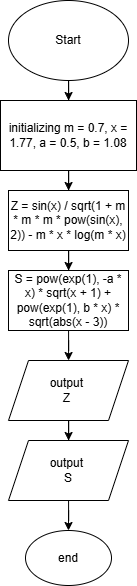 Start
initializing m = 0.7, x =
1.77, a = 0.5, b = 1.08
Z = sin(x) / sqrt(1 + m
* m * m * pow(sin(x),
2)) - m * x * log(m * x)
S = pow(exp(1), -a *
x) * sqrt(x + 1) +
pow(exp(1), b * x) *
sqrt(abs(x - 3))
output
Z
output
S
end